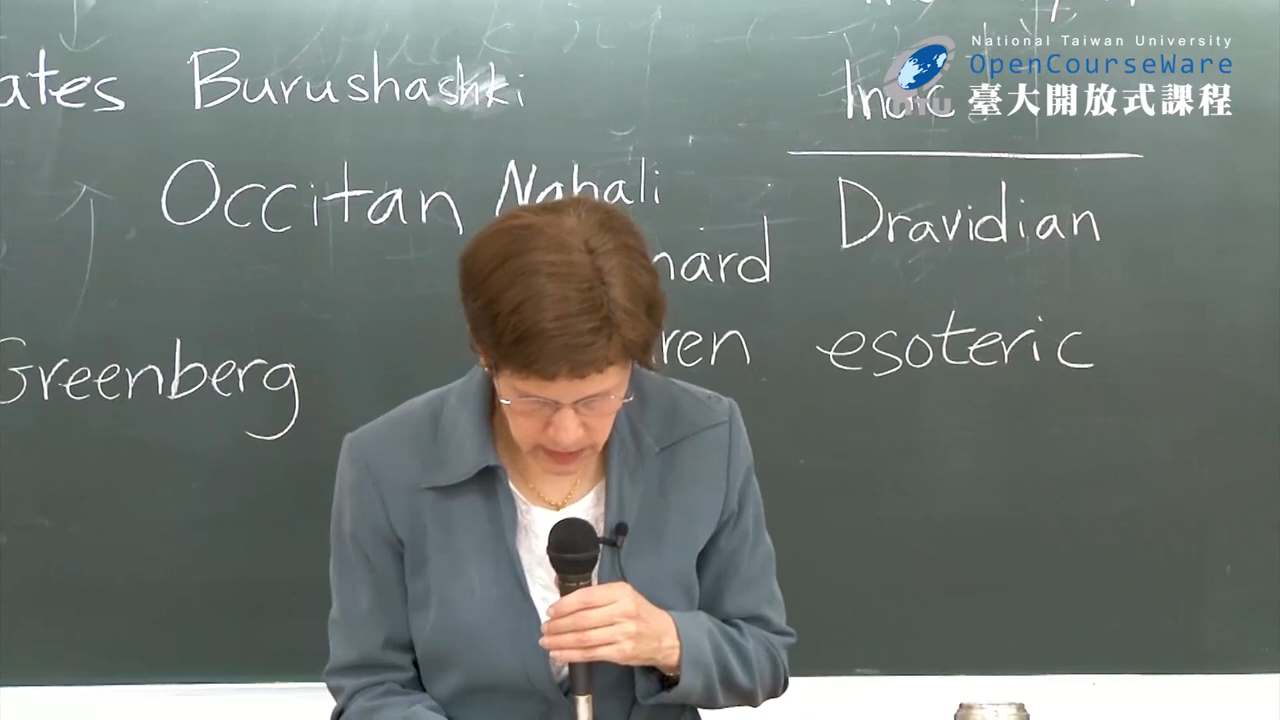 National Taiwan University
OpenCourseWare
臺大開放式課程
ates Burushaski
Indic
Occitan Nahali
Dravidian
nard
Greenberg
ren esoteric